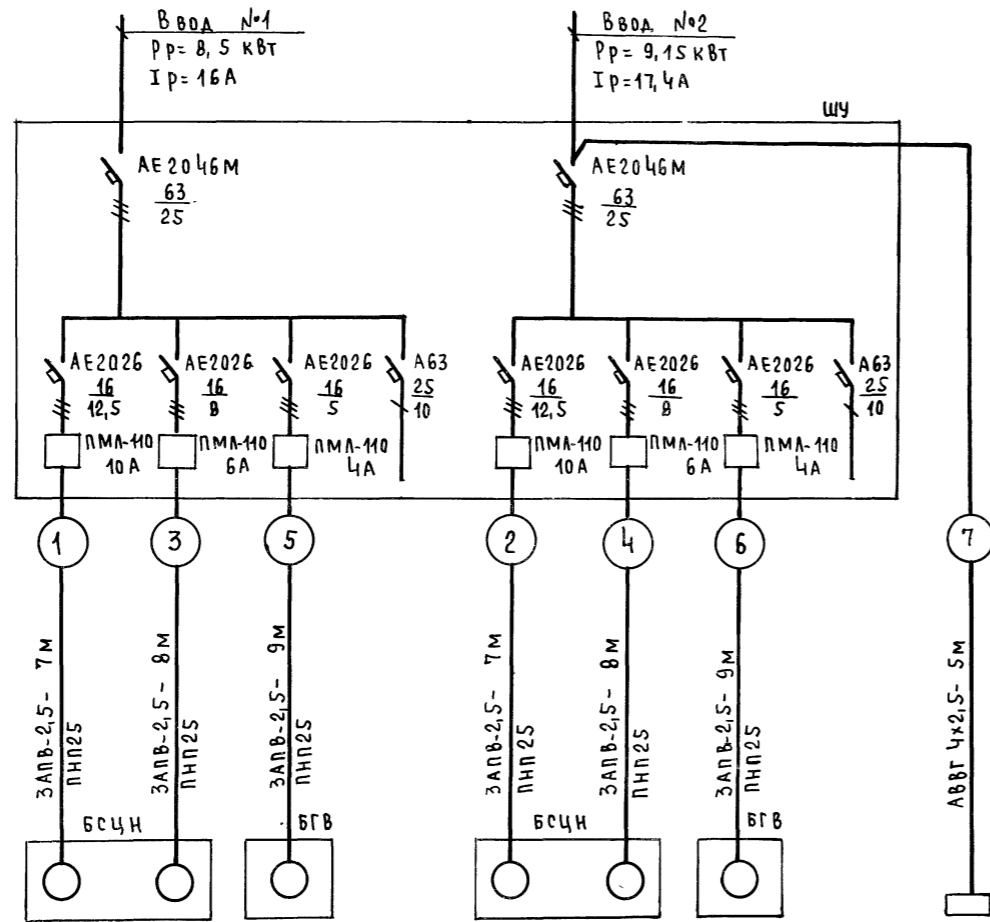 Ввод №1
Рр= 8,5 кВт
Iр= 16А
Ввод №2
Рр= 9,15 кВт
Iр= 17,4А
ШУ
АЕ2046М
63
25
АЕ2046М
63
25
АЕ2026
16
12,5
АЕ2026
16
8
АЕ2026
16
5
А63
25
10
АЕ2026
16
12,5
АЕ2026
16
8
АЕ2026
16
5
А63
25
10
ПМЛ-110
10А
ПМЛ-110
6А
ПМЛ-110
4А
ПМЛ-110
10А
ПМЛ-110
6А
ПМЛ-110
4А
1
3
5
2
4
6
7
3АПВ-2,5- 7м
ПНП25
3АПВ-2,5- 8м
ПНП25
3АПВ-2,5- 9м
ПНП25
3АПВ-2,5- 7м
ПНП25
3АПВ-2,5- 8м
ПНП25
3АПВ-2,5- 9м
ПНП25
АВВГ 4х2,5- 5м
БСЦН
БГВ
БСЦН
БГВ